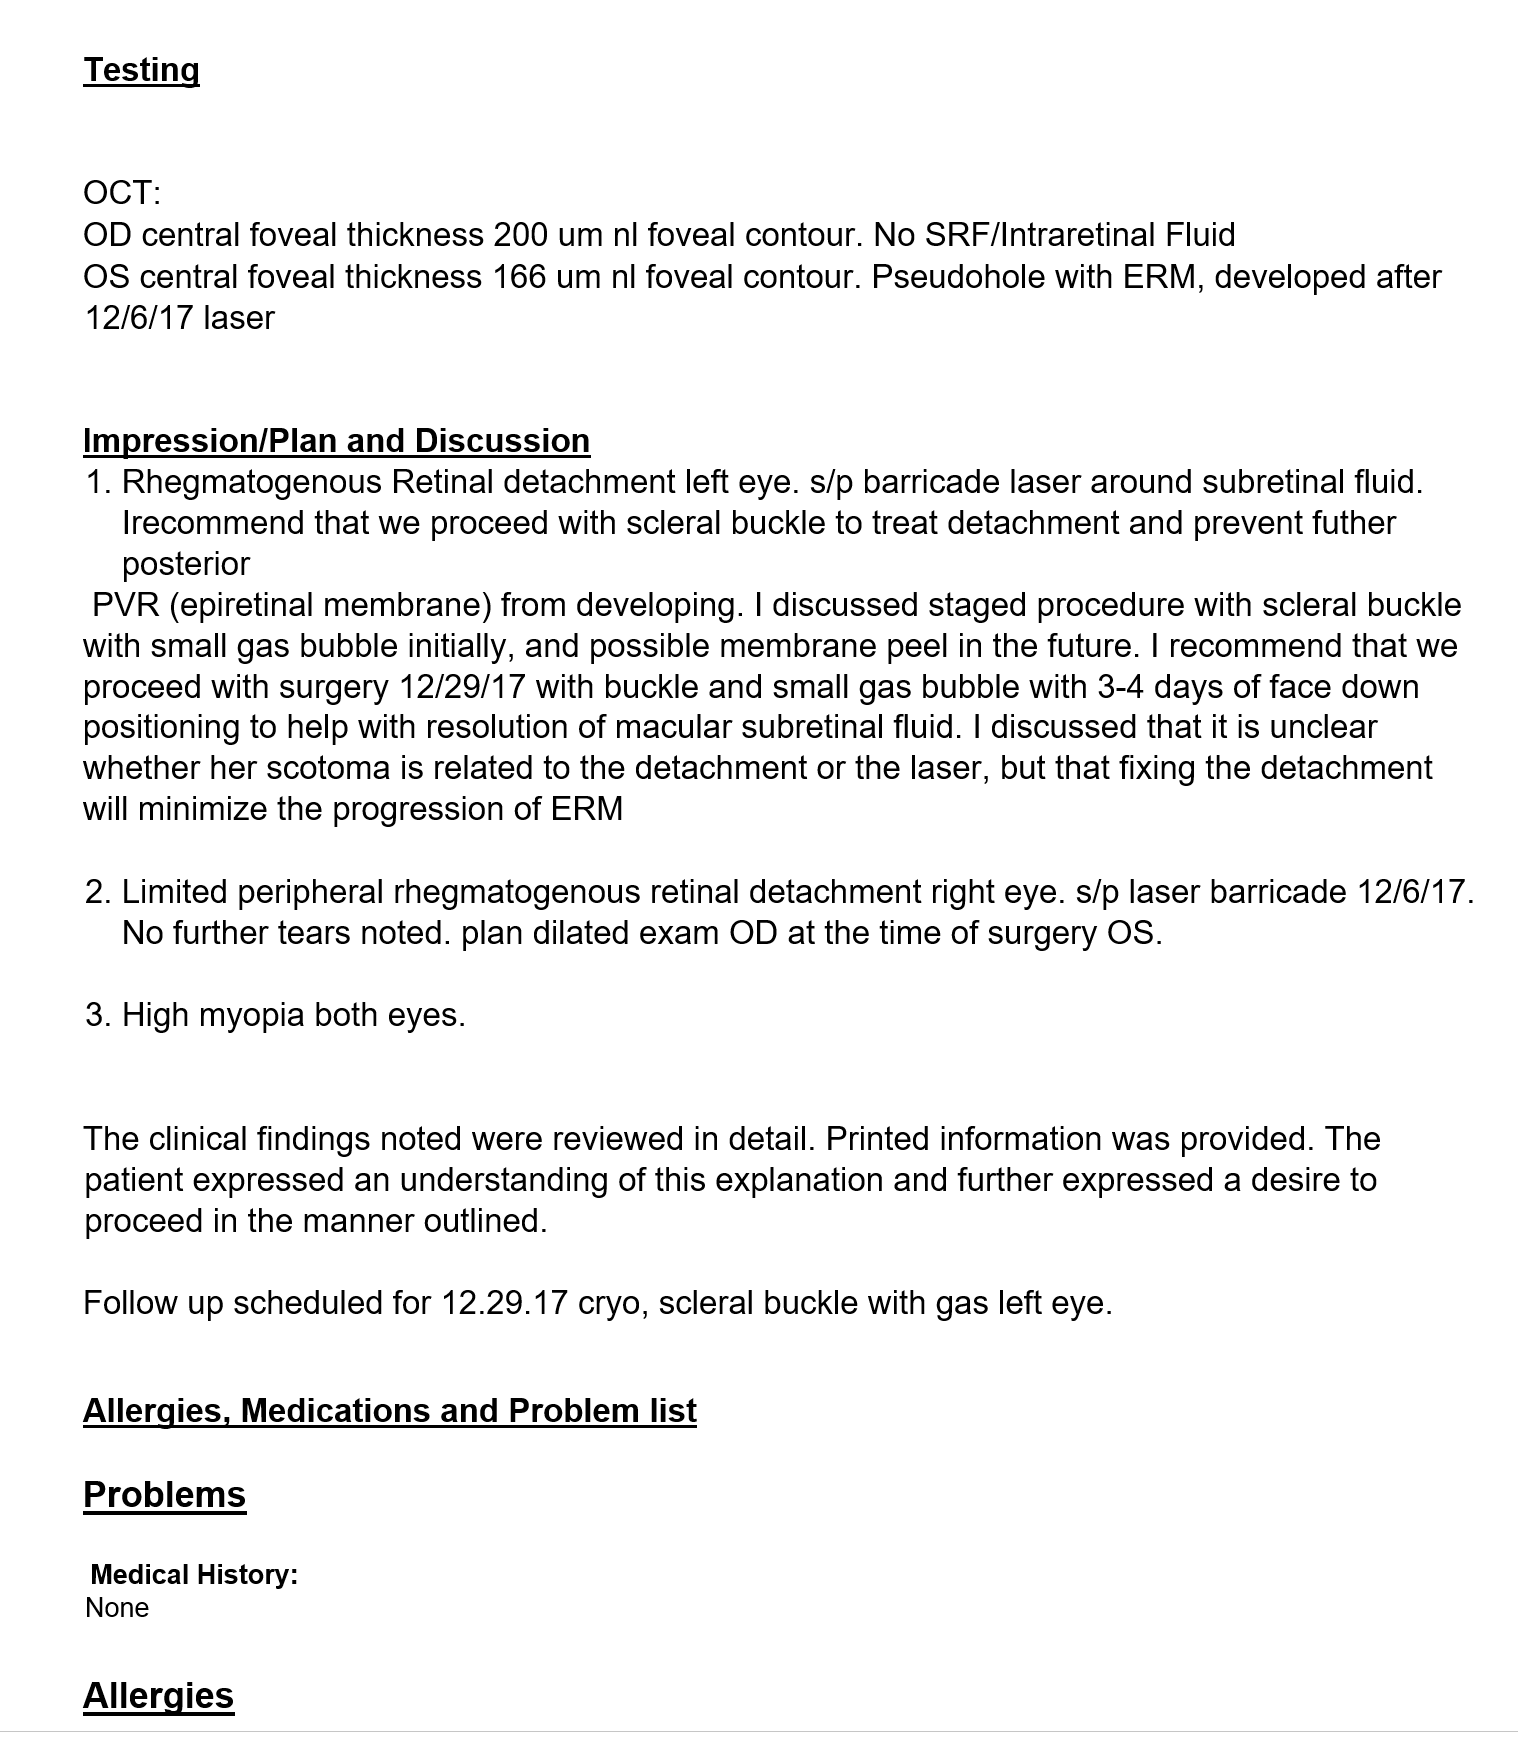 Testing
OCT:
OD central foveal thickness 200 um nl foveal contour. No SRF/Intraretinal Fluid
OS central foveal thickness 166 um nl foveal contour. Pseudohole with ERM, developed after
12/6/17 laser
Impression/Plan and Discussion
1. Rhegmatogenous Retinal detachment left eye. s/p barricade laser around subretinal fluid.
Irecommend that we proceed with scleral buckle to treat detachment and prevent futher
posterior
PVR (epiretinal membrane) from developing. I discussed staged procedure with scleral buckle
with small gas bubble initially, and possible membrane peel in the future. I recommend that we
proceed with surgery 12/29/17 with buckle and small gas bubble with 3-4 days of face down
positioning to help with resolution of macular subretinal fluid. I discussed that it is unclear
whether her scotoma is related to the detachment or the laser, but that fixing the detachment
will minimize the progression of ERM
2. Limited peripheral rhegmatogenous retinal detachment right eye. s/p laser barricade 12/6/17.
No further tears noted. plan dilated exam OD at the time of surgery OS.
3. High myopia both eyes.
The clinical findings noted were reviewed in detail. Printed information was provided. The
patient expressed an understanding of this explanation and further expressed a desire to
proceed in the manner outlined.
Follow up scheduled for 12.29.17 cryo, scleral buckle with gas left eye.
Allergies, Medications and Problem list
Problems
Medical History:
None
Allergies